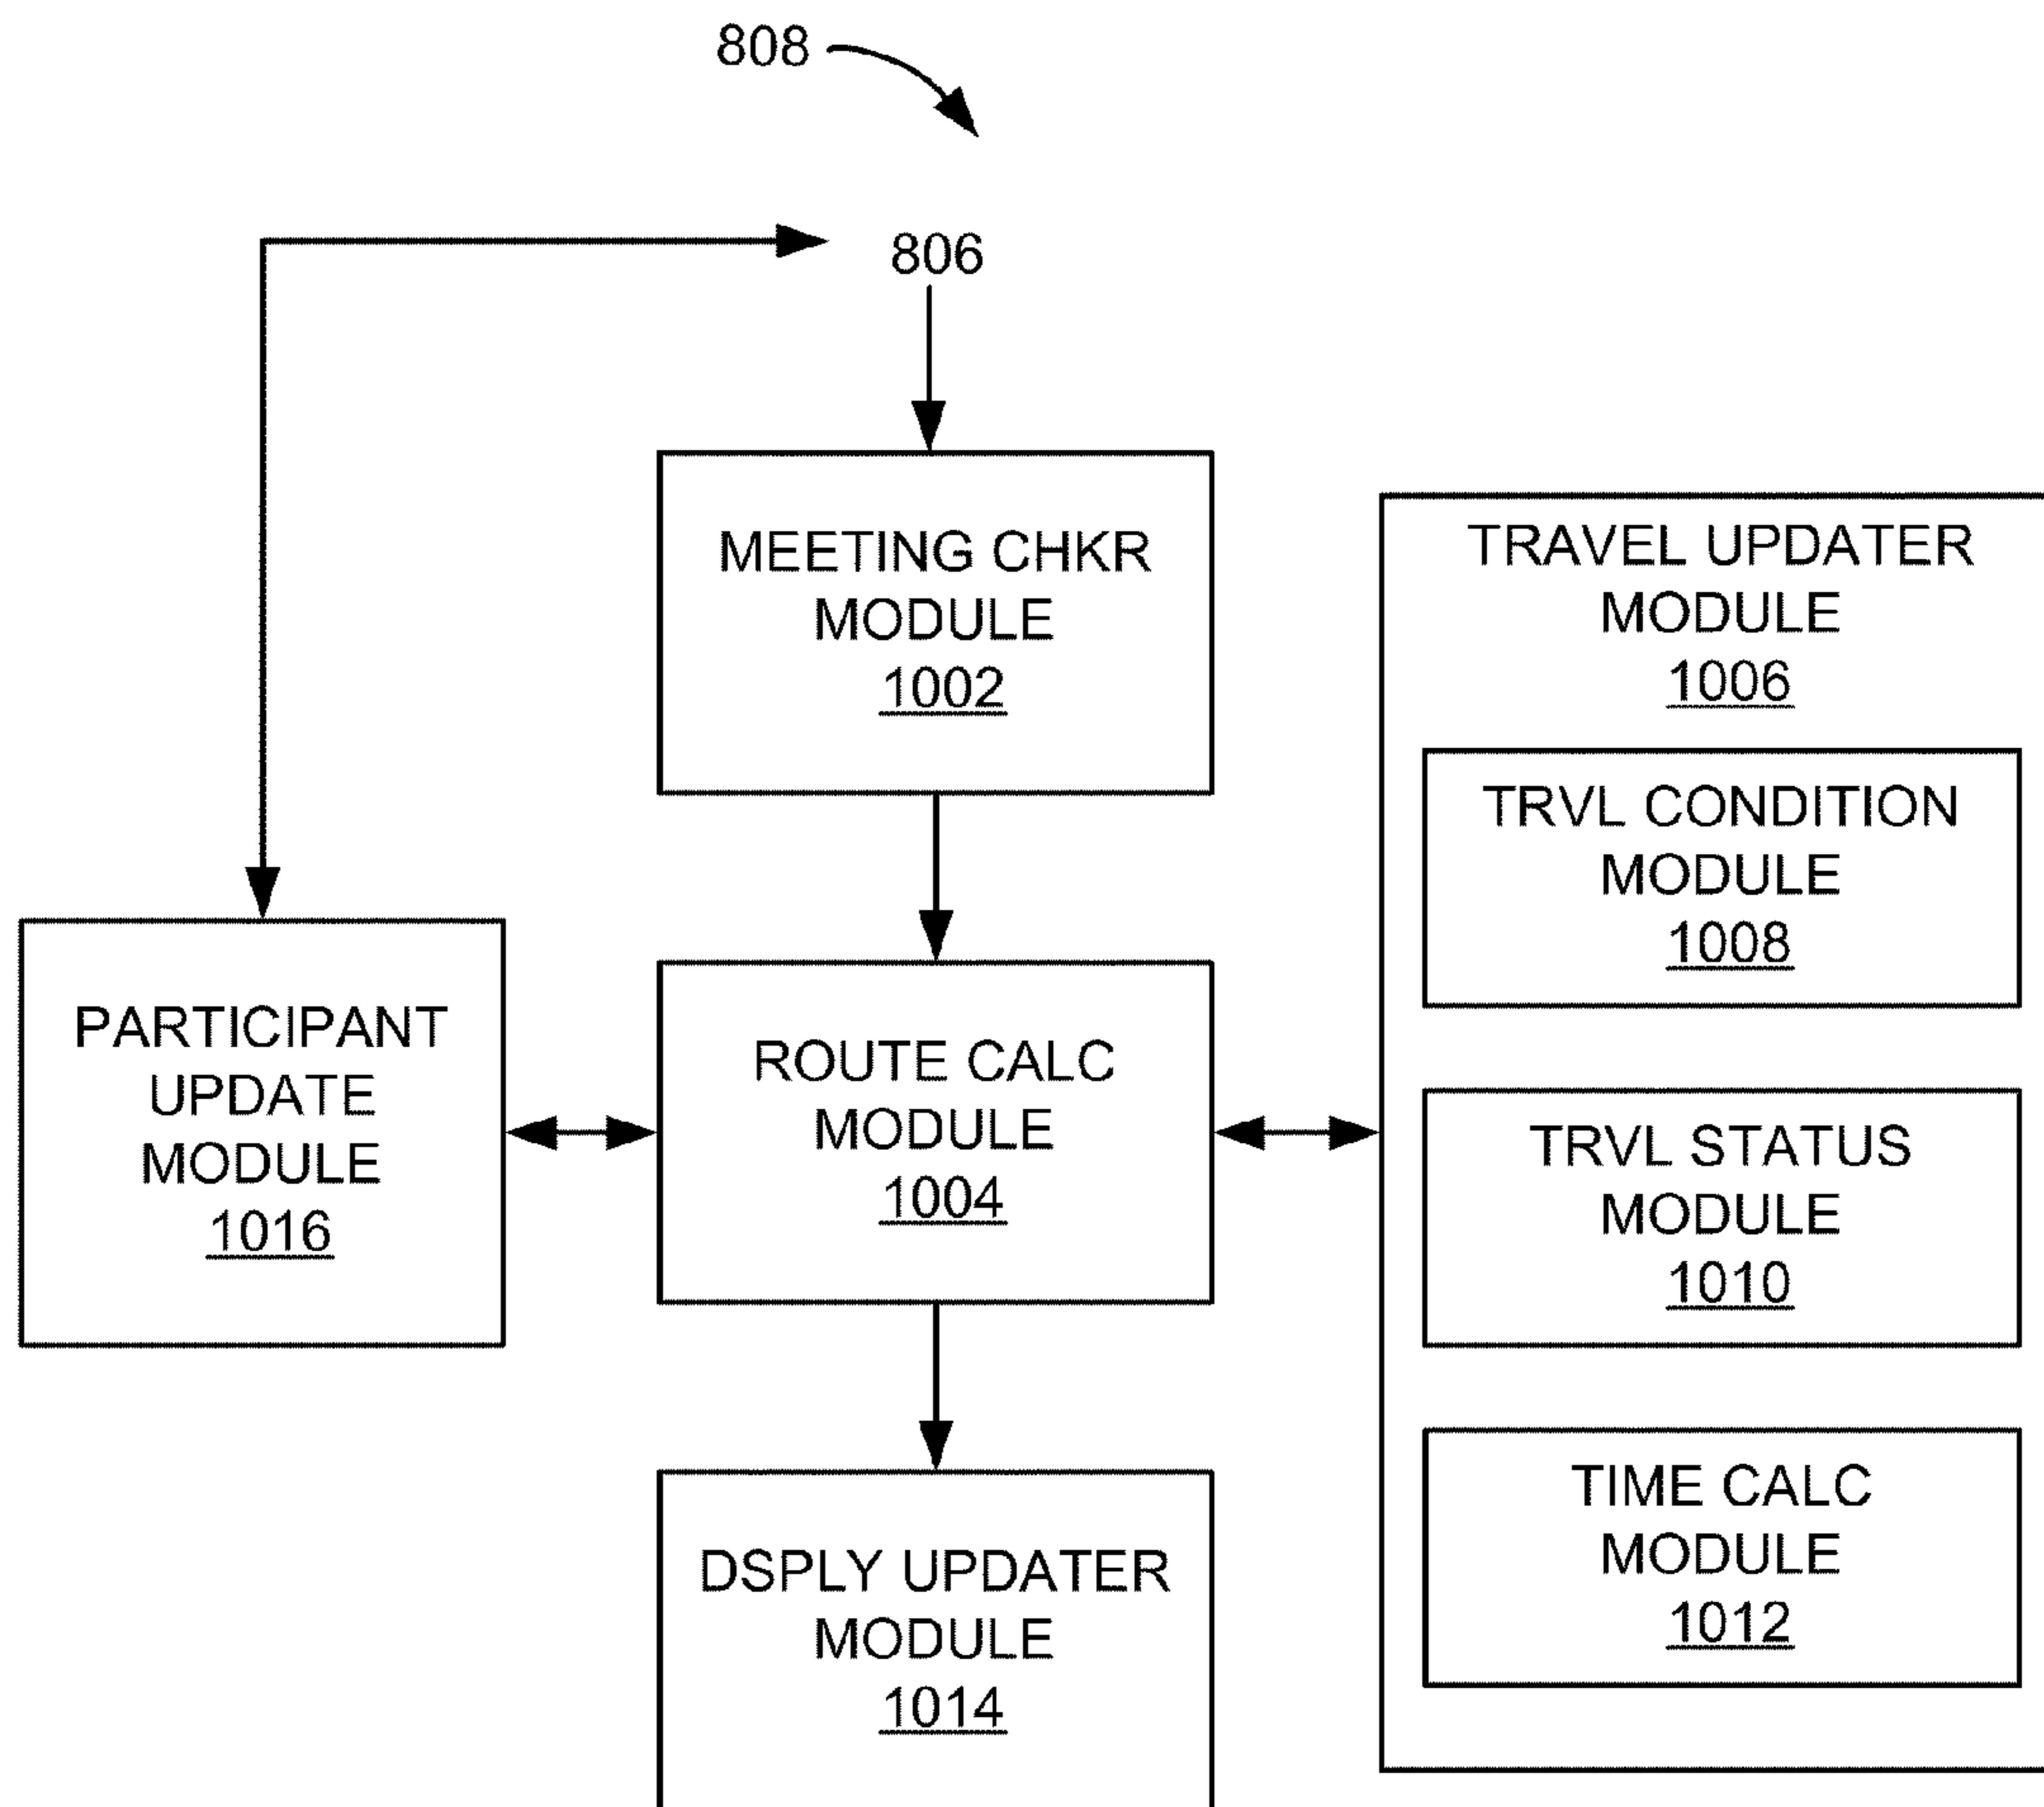 808
806
MEETING CHKR
MODULE
1002
TRAVEL UPDATER
MODULE
1006
TRVL CONDITION
MODULE
1008
PARTICIPANT
UPDATE
MODULE
1016
ROUTE CALC
MODULE
1004
TRVL STATUS
MODULE
1010
TIME CALC
MODULE
1012
DSPLY UPDATER
MODULE
1014